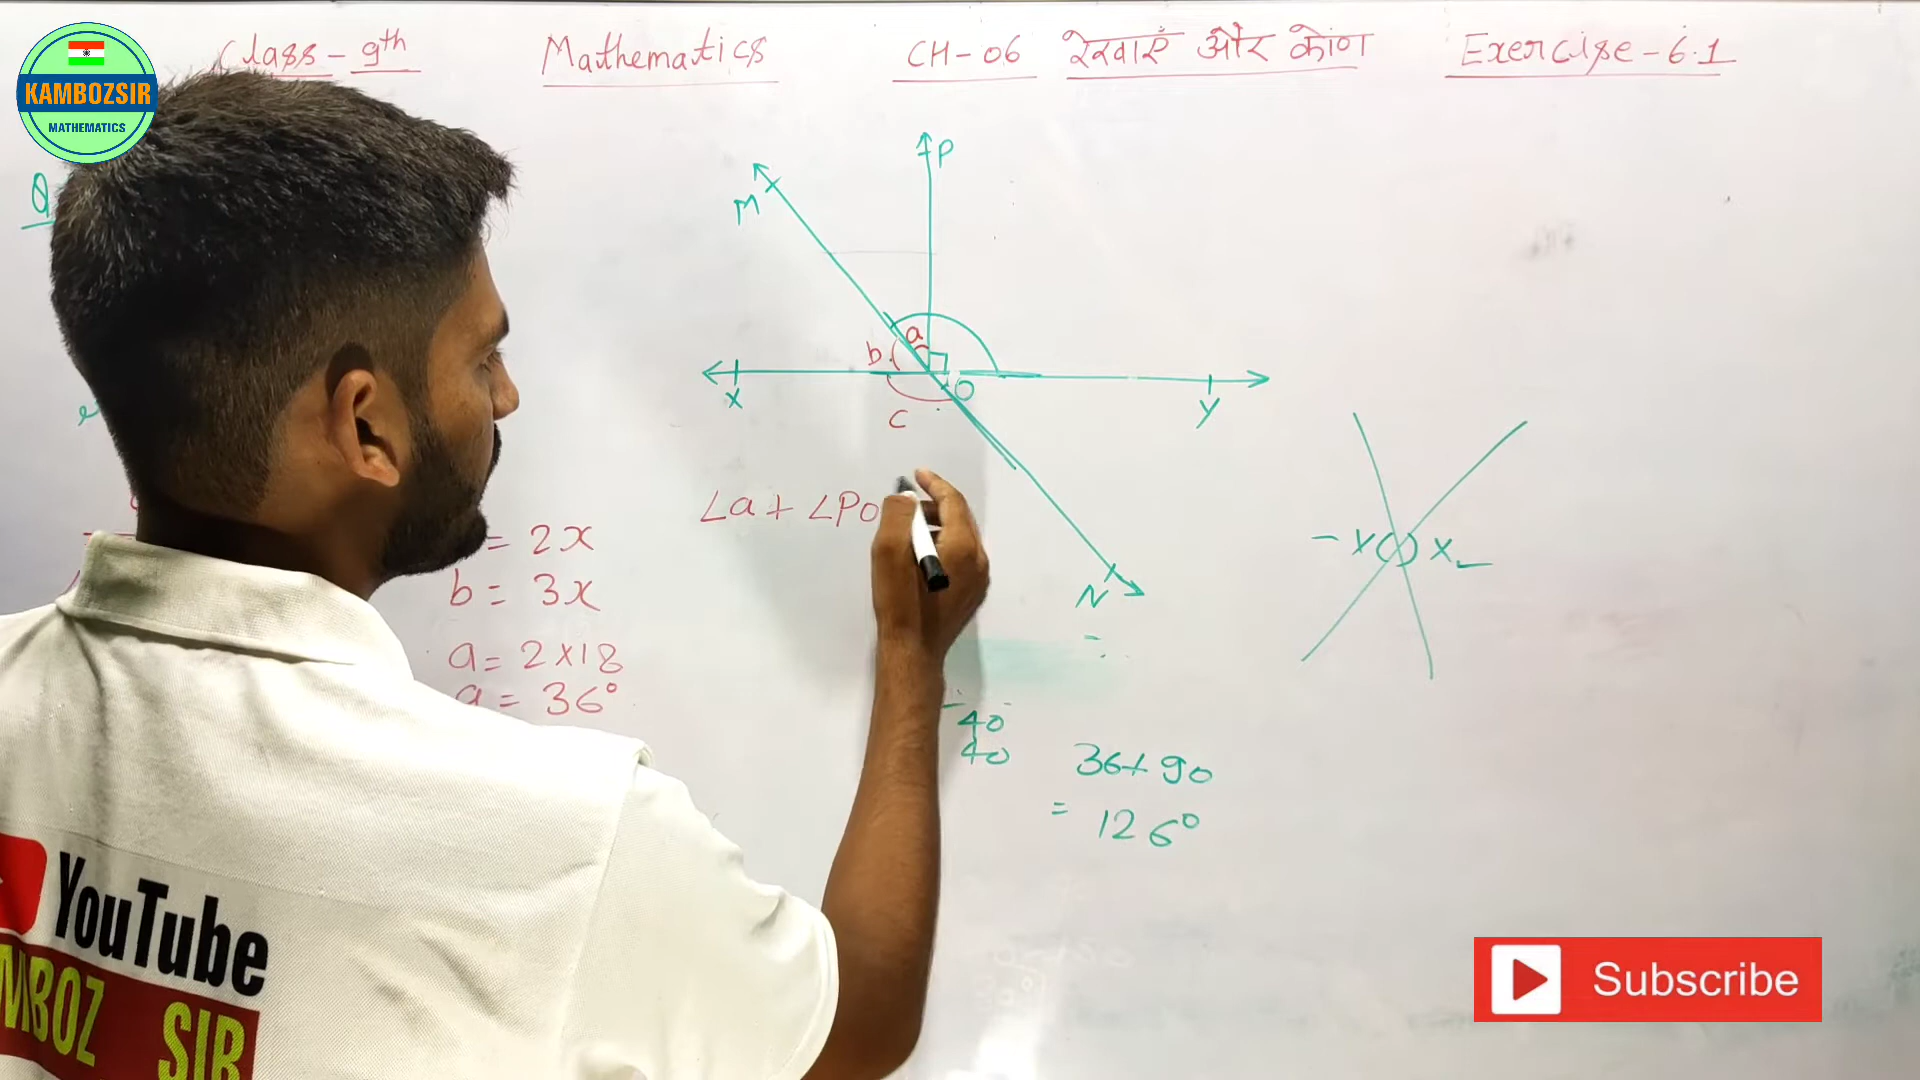 KAMBOZSIR
MATHEMATICS
Class - 9th Mathematics CH-06 रेखाएं और कोण Exercise - 6.1
Q
M
P
a
b
X
O
Y
C
N
∠a + ∠PO
= 2x
b = 3x
a = 2×18
a = 36°
- x x
40
40
36+90
= 126°
YouTube
BOZ SIR
Subscribe